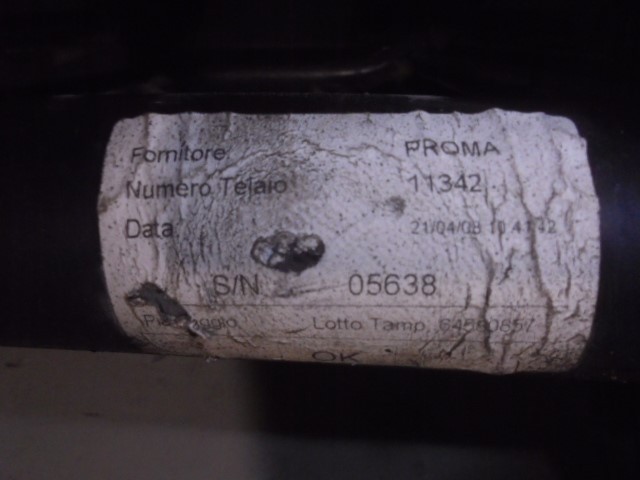 Fornitore PROMA
Numero Telaio 11342
Data 21/04/08
S/N 05638
Lotto Tamp.
OK